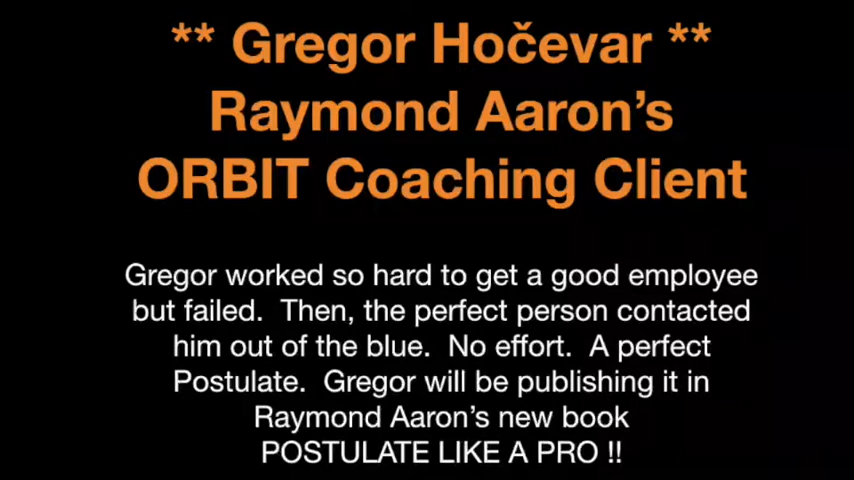 ** Gregor Hočevar **
Raymond Aaron’s
ORBIT Coaching Client
Gregor worked so hard to get a good employee
but failed.  Then, the perfect person contacted
him out of the blue.  No effort.  A perfect
Postulate.  Gregor will be publishing it in
Raymond Aaron’s new book
POSTULATE LIKE A PRO !!